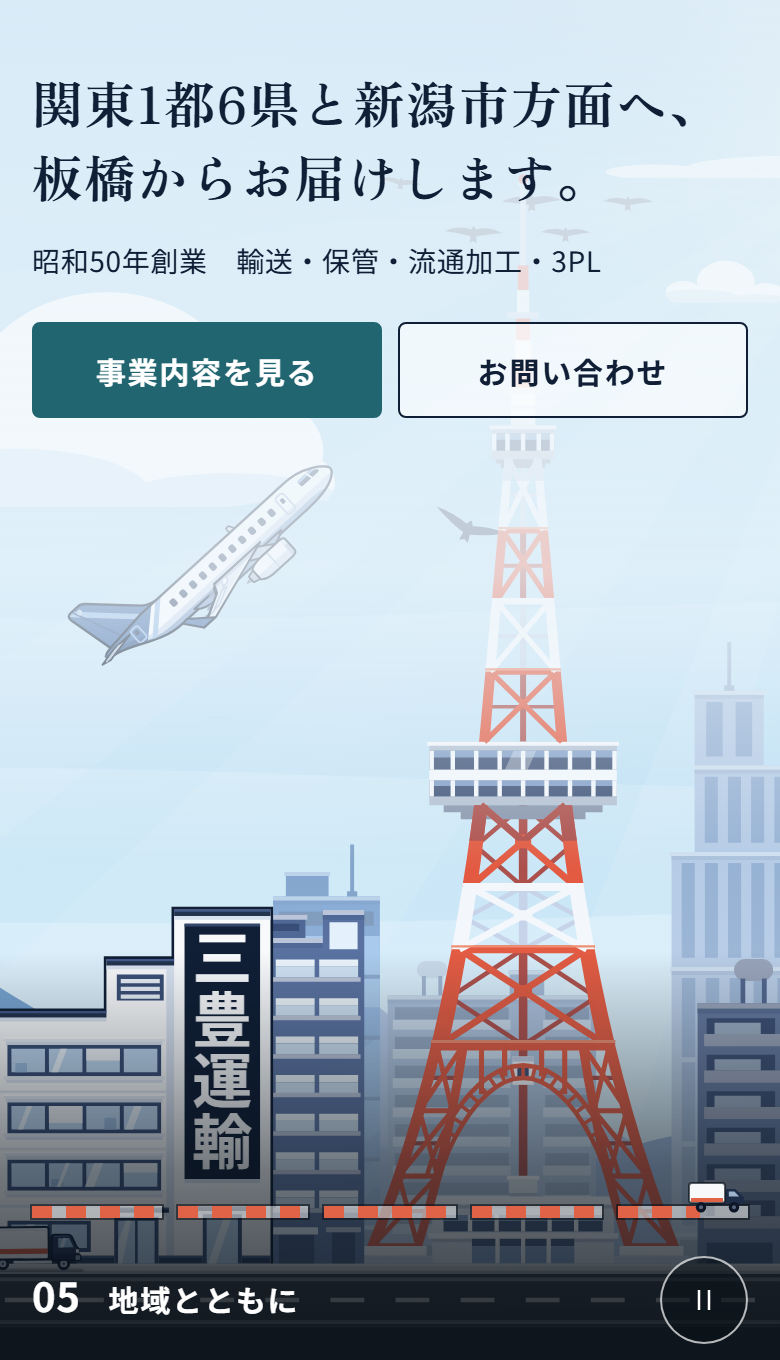 関東1都6県と新潟市方面へ、
板橋からお届けします。
昭和50年創業　輸送・保管・流通加工・3PL
事業内容を見る
お問い合わせ
三豊運輸
05 地域とともに